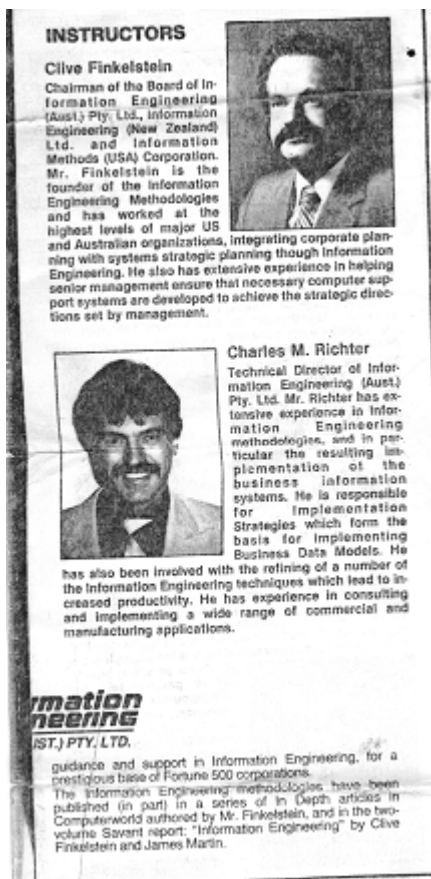 INSTRUCTORS
Clive Finkelstein
Chairman of the Board of In-
formation Engineering
(Aust.) Pty. Ltd., Information
Engineering (New Zealand)
Ltd. and Information
Methods (USA) Corporation.
Mr. Finkelstein is the
founder of the Information
Engineering Methodologies
and has worked at the
highest levels of major US
and Australian organizations, integrating corporate plan-
ning with systems strategic planning though Information
Engineering. He also has extensive experience in helping
senior management ensure that necessary computer sup-
port systems are developed to achieve the strategic direc-
tions set by management.
Charles M. Richter
Technical Director of Infor-
mation Engineering (Aust.)
Pty. Ltd. Mr. Richter has ex-
tensive experience in Infor-
mation Engineering
methodologies, and in par-
ticular the resulting im-
plementation of the
business information
systems. He is responsible
for Implementation
Strategies which form the
basis for implementing
Business Data Models. He
has also been involved with the refining of a number of
the Information Engineering techniques which lead to in-
creased productivity. He has experience in consulting
and implementing a wide range of commercial and
manufacturing applications.
rmation
neering
UST.) PTY. LTD.
guidance and support in Information Engineering, for a
prestigious base of Fortune 500 corporations.
The Information Engineering methodologies have been
published (in part) in a series of In Depth articles in
Computerworld authored by Mr. Finkelstein, and in the two-
volume Savant report: "Information Engineering" by Clive
Finkelstein and James Martin.